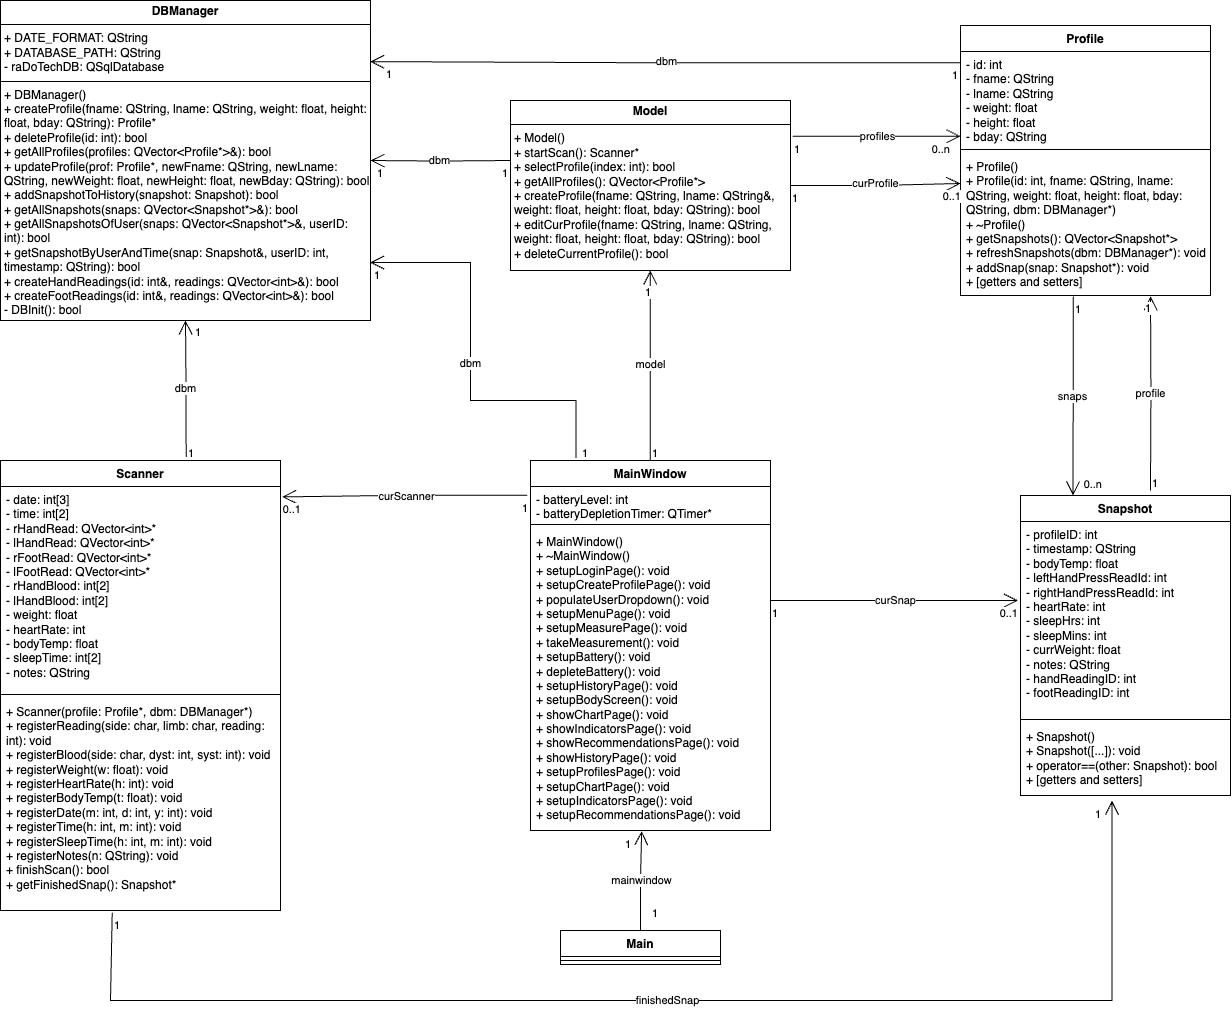 DBManager
+ DATE_FORMAT: QString
+ DATABASE_PATH: QString
- raDoTechDB: QSqlDatabase
+ DBManager()
+ createProfile(fname: QString, lname: QString, weight: float, height:
float, bday: QString): Profile*
+ deleteProfile(id: int): bool
+ getAllProfiles(profiles: QVector<Profile*>&): bool
+ updateProfile(prof: Profile*, newFname: QString, newLname:
QString, newWeight: float, newHeight: float, newBday: QString): bool
+ addSnapshotToHistory(snapshot: Snapshot): bool
+ getAllSnapshots(snaps: QVector<Snapshot*>&): bool
+ getAllSnapshotsOfUser(snaps: QVector<Snapshot*>&, userID:
int): bool
+ getSnapshotByUserAndTime(snap: Snapshot&, userID: int,
timestamp: QString): bool
+ createHandReadings(id: int&, readings: QVector<int>&): bool
+ createFootReadings(id: int&, readings: QVector<int>&): bool
- DBInit(): bool
dbm
1
1
Profile
- id: int
- fname: QString
- lname: QString
- weight: float
- height: float
- bday: QString
+ Profile()
+ Profile(id: int, fname: QString, lname:
QString, weight: float, height: float, bday:
QString, dbm: DBManager*)
+ ~Profile()
+ getSnapshots(): QVector<Snapshot*>
+ refreshSnapshots(dbm: DBManager*): void
+ addSnap(snap: Snapshot*): void
+ [getters and setters]
Model
+ Model()
+ startScan(): Scanner*
+ selectProfile(index: int): bool
+ getAllProfiles(): QVector<Profile*>
+ createProfile(fname: QString, lname: QString&,
weight: float, height: float, bday: QString): bool
+ editCurProfile(fname: QString, lname: QString,
weight: float, height: float, bday: QString): bool
+ deleteCurrentProfile(): bool
profiles
1
0..n
curProfile
1
0..1
dbm
1
1
1
dbm
1
1
dbm
1
1
model
1
1
snaps
0..n
1
profile
1
Scanner
- date: int[3]
- time: int[2]
- rHandRead: QVector<int>*
- lHandRead: QVector<int>*
- rFootRead: QVector<int>*
- lFootRead: QVector<int>*
- rHandBlood: int[2]
- lHandBlood: int[2]
- weight: float
- heartRate: int
- bodyTemp: float
- sleepTime: int[2]
- notes: QString
+ Scanner(profile: Profile*, dbm: DBManager*)
+ registerReading(side: char, limb: char, reading:
int): void
+ registerBlood(side: char, dyst: int, syst: int): void
+ registerWeight(w: float): void
+ registerHeartRate(h: int): void
+ registerBodyTemp(t: float): void
+ registerDate(m: int, d: int, y: int): void
+ registerTime(h: int, m: int): void
+ registerSleepTime(h: int, m: int): void
+ registerNotes(n: QString): void
+ finishScan(): bool
+ getFinishedSnap(): Snapshot*
curScanner
0..1
1
MainWindow
- batteryLevel: int
- batteryDepletionTimer: QTimer*
+ MainWindow()
+ ~MainWindow()
+ setupLoginPage(): void
+ setupCreateProfilePage(): void
+ populateUserDropdown(): void
+ setupMenuPage(): void
+ setupMeasurePage(): void
+ takeMeasurement(): void
+ setupBattery(): void
+ depleteBattery(): void
+ setupHistoryPage(): void
+ setupBodyScreen(): void
+ showChartPage(): void
+ showIndicatorsPage(): void
+ showRecommendationsPage(): void
+ showHistoryPage(): void
+ setupProfilesPage(): void
+ setupChartPage(): void
+ setupIndicatorsPage(): void
+ setupRecommendationsPage(): void
curSnap
1
0..1
Snapshot
- profileID: int
- timestamp: QString
- bodyTemp: float
- leftHandPressReadId: int
- rightHandPressReadId: int
- heartRate: int
- sleepHrs: int
- sleepMins: int
- currWeight: float
- notes: QString
- handReadingID: int
- footReadingID: int
+ Snapshot()
+ Snapshot([...]): void
+ operator==(other: Snapshot): bool
+ [getters and setters]
1
mainwindow
1
Main
1
finishedSnap
1